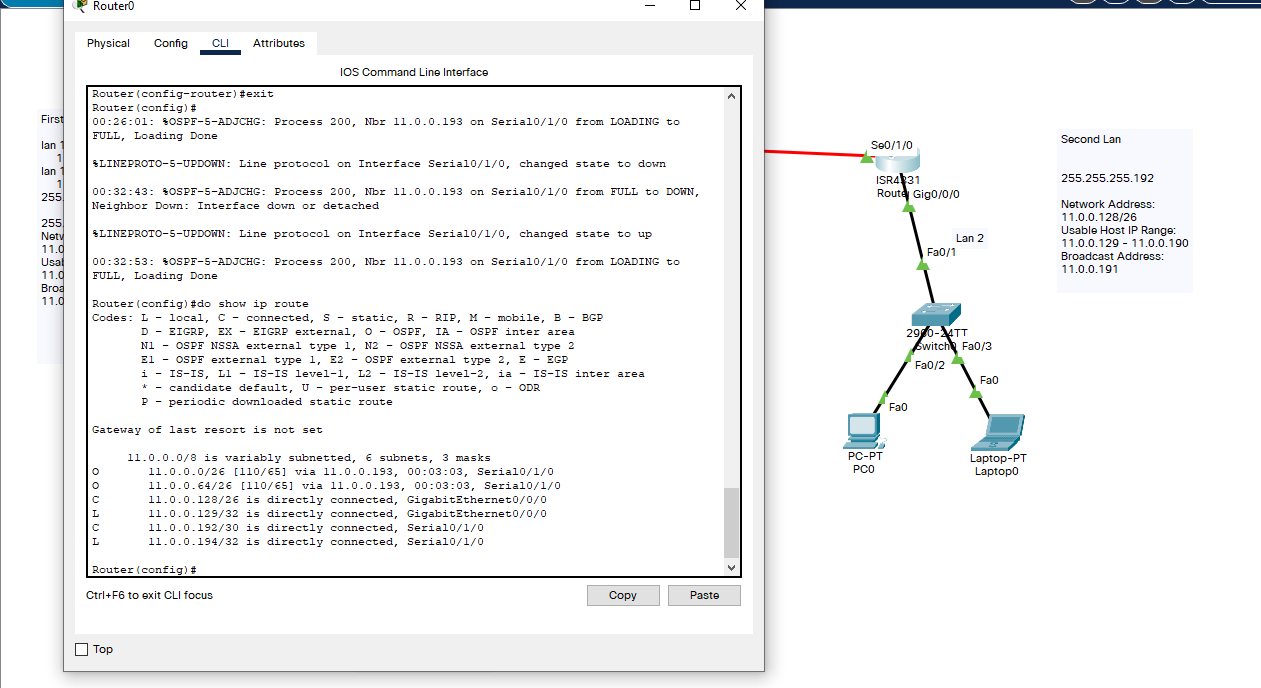 Router0
Physical Config CLI Attributes
IOS Command Line Interface
Router(config-router)#exit
Router(config)#
00:26:01: %OSPF-5-ADJCHG: Process 200, Nbr 11.0.0.193 on Serial0/1/0 from LOADING to
FULL, Loading Done
%LINEPROTO-5-UPDOWN: Line protocol on Interface Serial0/1/0, changed state to down
00:32:43: %OSPF-5-ADJCHG: Process 200, Nbr 11.0.0.193 on Serial0/1/0 from FULL to DOWN,
Neighbor Down: Interface down or detached
%LINEPROTO-5-UPDOWN: Line protocol on Interface Serial0/1/0, changed state to up
00:32:53: %OSPF-5-ADJCHG: Process 200, Nbr 11.0.0.193 on Serial0/1/0 from LOADING to
FULL, Loading Done
Router(config)#do show ip route
Codes: L - local, C - connected, S - static, R - RIP, M - mobile, B - BGP
D - EIGRP, EX - EIGRP external, O - OSPF, IA - OSPF inter area
N1 - OSPF NSSA external type 1, N2 - OSPF NSSA external type 2
E1 - OSPF external type 1, E2 - OSPF external type 2, E - EGP
i - IS-IS, L1 - IS-IS level-1, L2 - IS-IS level-2, ia - IS-IS inter area
* - candidate default, U - per-user static route, o - ODR
P - periodic downloaded static route
Gateway of last resort is not set
11.0.0.0/8 is variably subnetted, 6 subnets, 3 masks
O 11.0.0.0/26 [110/65] via 11.0.0.193, 00:03:03, Serial0/1/0
O 11.0.0.64/26 [110/65] via 11.0.0.193, 00:03:03, Serial0/1/0
C 11.0.0.128/26 is directly connected, GigabitEthernet0/0/0
L 11.0.0.129/32 is directly connected, GigabitEthernet0/0/0
C 11.0.0.192/30 is directly connected, Serial0/1/0
L 11.0.0.194/32 is directly connected, Serial0/1/0
Router(config)#
Ctrl+F6 to exit CLI focus
Copy
Paste
Top
First
lan 1
1
lan 1
1
255
255.
Netw
11.0
Usa
11.0
Broa
11.0
Se0/1/0
Gig0/0/0
Lan 2
Fa0/1
Switch0
Fa0/3
Fa0/2
Fa0
Fa0
PC-PT
PC0
Laptop-PT
Laptop0
Second Lan
255.255.255.192
Network Address:
11.0.0.128/26
Usable Host IP Range:
11.0.0.129 - 11.0.0.190
Broadcast Address:
11.0.0.191